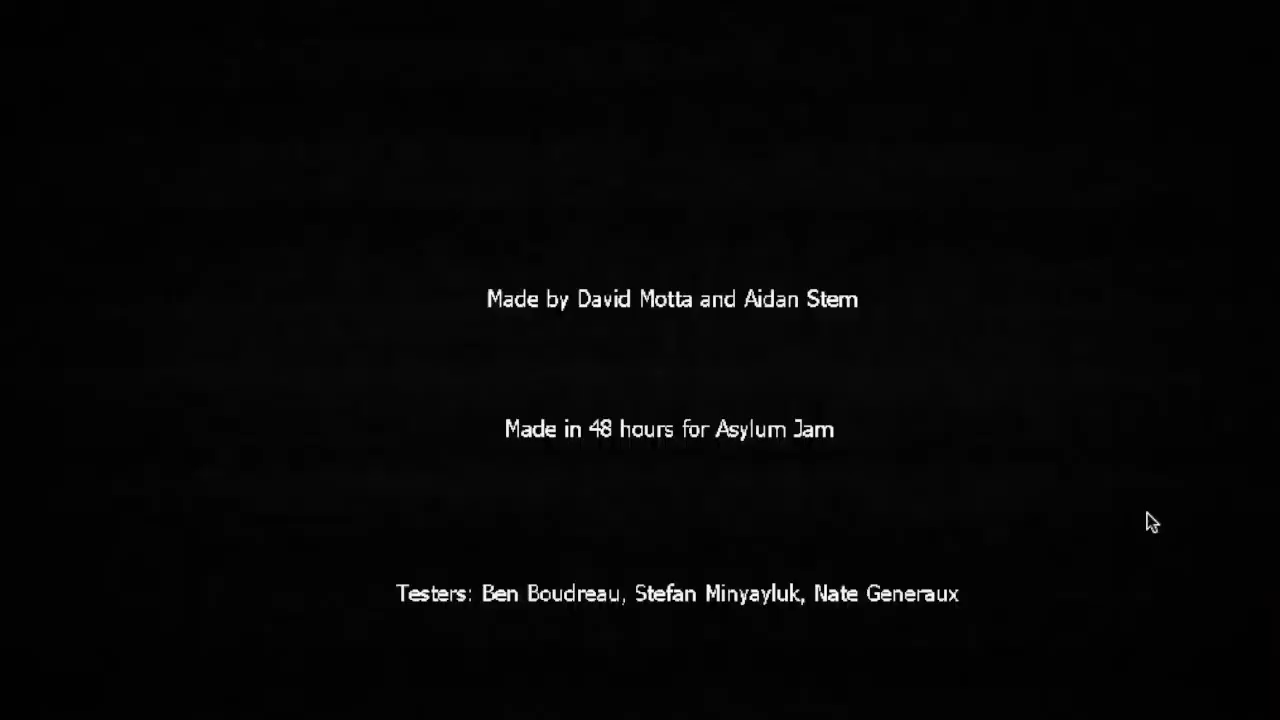 Made by David Motta and Aidan Stern
Made in 48 hours for Asylum Jam
Testers: Ben Boudreau, Stefan Minyayluk, Nate Generaux